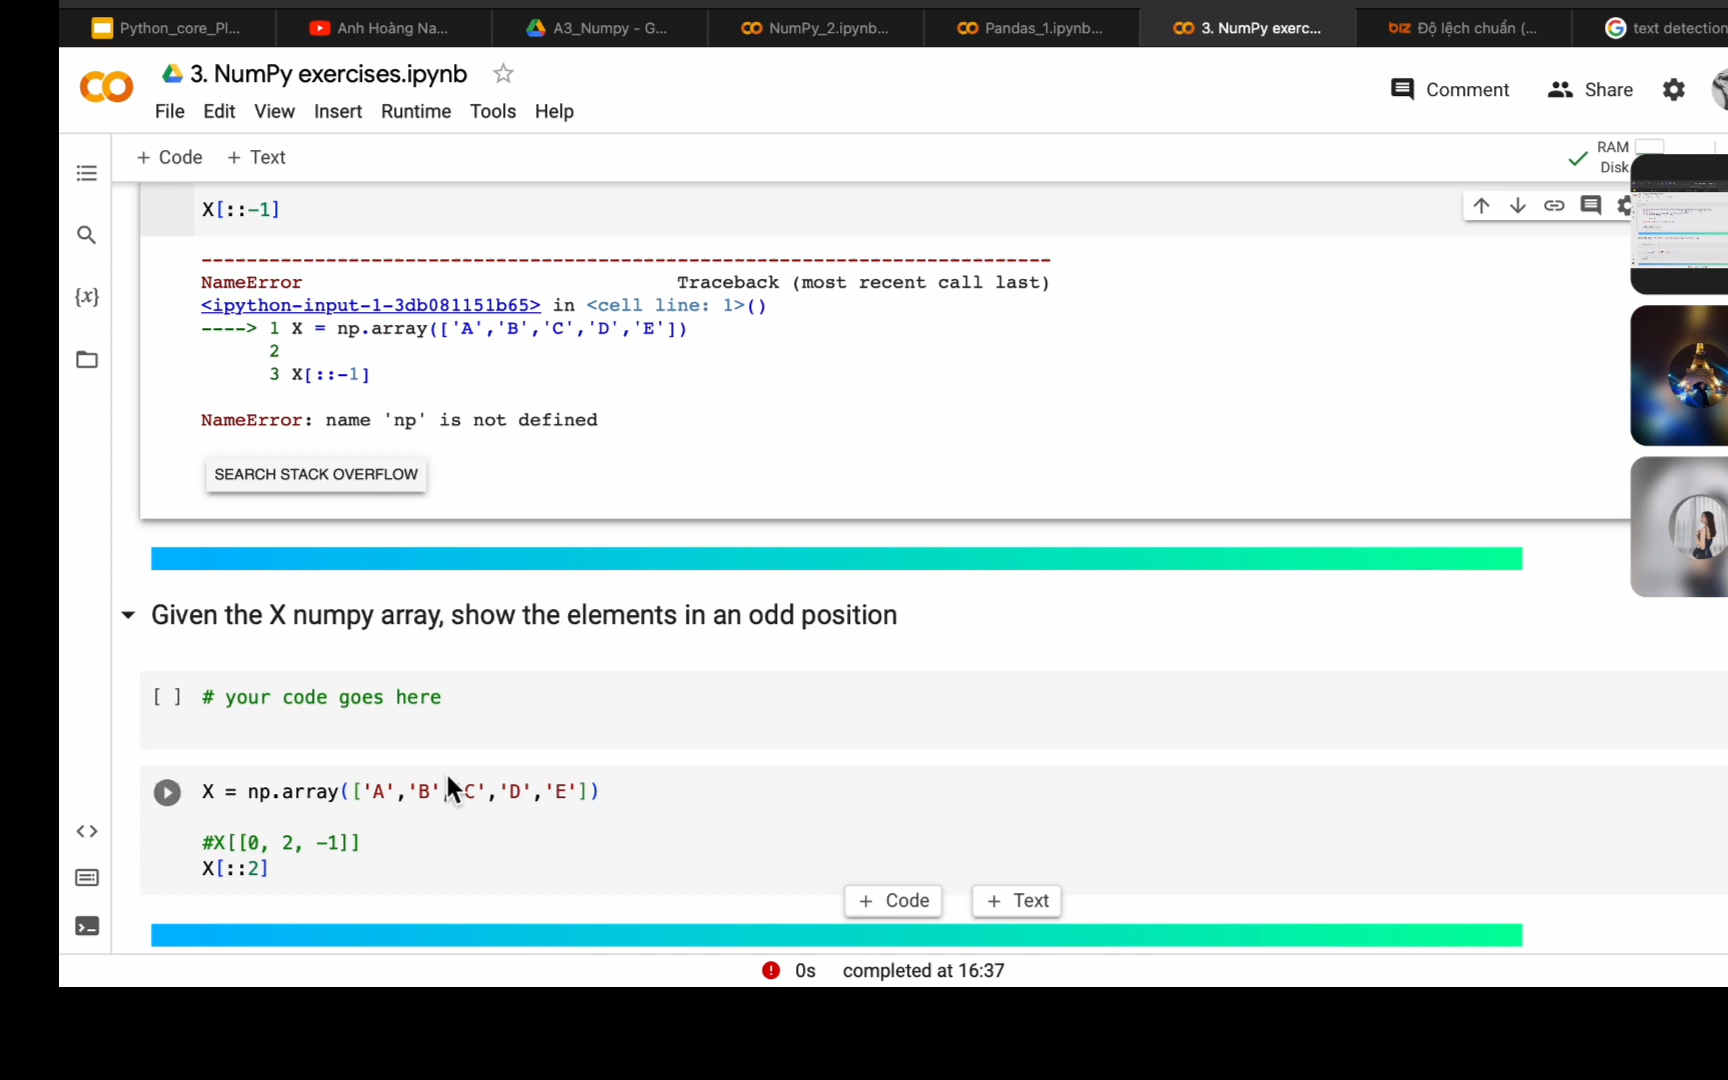 Python_core_Pl... Anh Hoàng Na... A3_Numpy - G... NumPy_2.ipynb... Pandas_1.ipynb... 3. NumPy exerc... biz Độ lệch chuẩn (... text detection
3. NumPy exercises.ipynb
File Edit View Insert Runtime Tools Help
Comment Share
+ Code + Text
RAM
Disk
X[::-1]
---------------------------------------------------------------------------
NameError Traceback (most recent call last)
<ipython-input-1-3db081151b65> in <cell line: 1>()
----> 1 X = np.array(['A','B','C','D','E'])
2
3 X[::-1]
NameError: name 'np' is not defined
SEARCH STACK OVERFLOW
Given the X numpy array, show the elements in an odd position
[ ] # your code goes here
X = np.array(['A','B','C','D','E'])
#X[[0, 2, -1]]
X[::2]
+ Code + Text
0s completed at 16:37